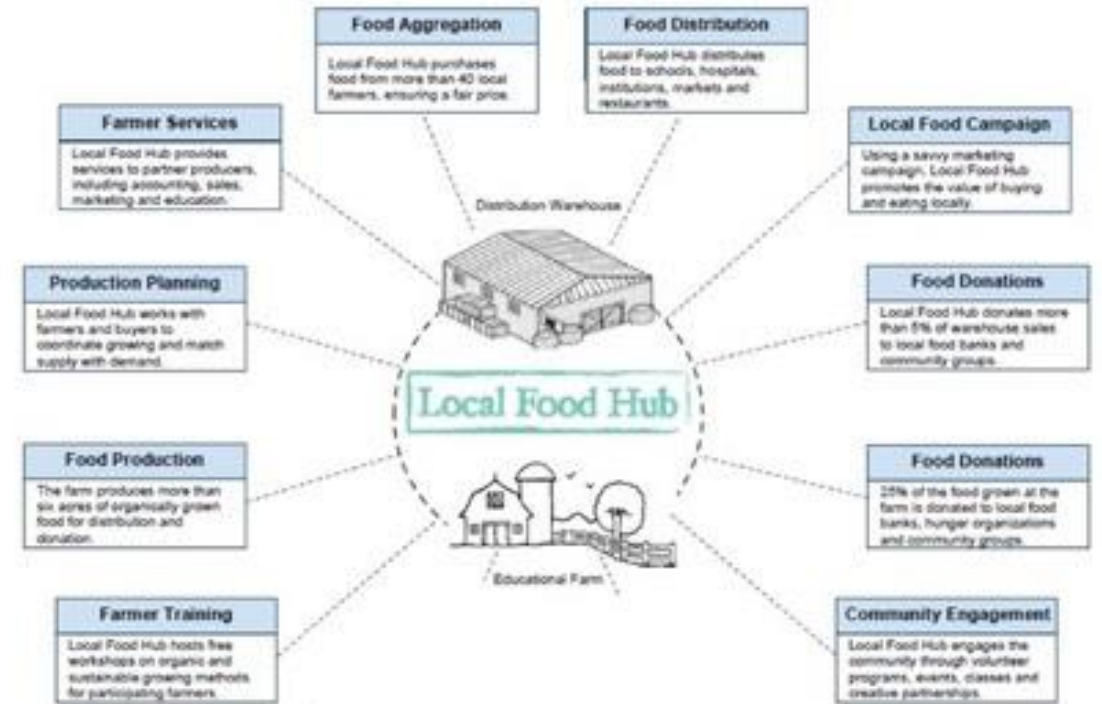 Food Aggregation
Local Food Hub purchases
food from more than 40 local
farmers, ensuring a fair price.
Food Distribution
Local Food Hub distributes
food to schools, hospitals,
institutions, markets and
restaurants.
Farmer Services
Local Food Hub provides
services to partner producers,
including accounting, sales,
marketing and education.
Local Food Campaign
Using a savvy marketing
campaign, Local Food Hub
promotes the value of buying
and eating locally.
Distribution Warehouse
Production Planning
Local Food Hub works with
farmers and buyers to
coordinate growing and match
supply with demand.
Food Donations
Local Food Hub donates more
than 5% of warehouse sales
to local food banks and
community groups.
Local Food Hub
Food Production
The farm produces more than
six acres of organically grown
food for distribution and
donation.
Food Donations
25% of the food grown at the
farm is donated to local food
banks, hunger organizations
and community groups.
Educational Farm
Farmer Training
Local Food Hub hosts free
workshops on organic and
sustainable growing methods
for participating farmers.
Community Engagement
Local Food Hub engages the
community through volunteer
programs, events, classes and
creative partnerships.